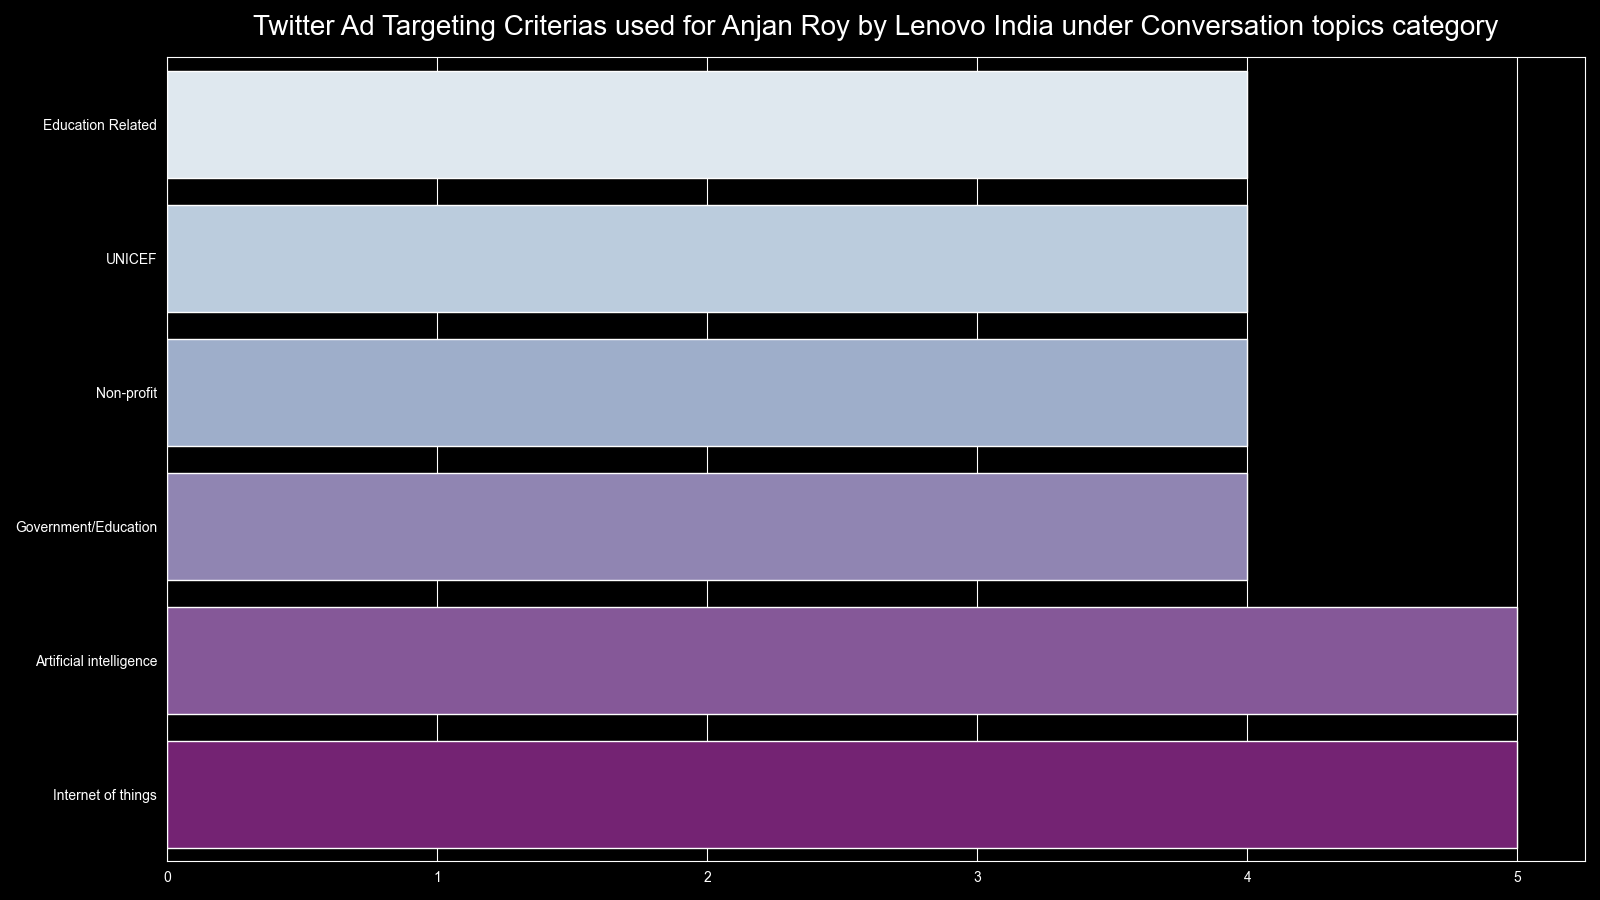 Twitter Ad Targeting Criterias used for Anjan Roy by Lenovo India under Conversation topics category
Education Related
UNICEF
Non-profit
Government/Education
Artificial intelligence
Internet of things
0 1 2 3 4 5